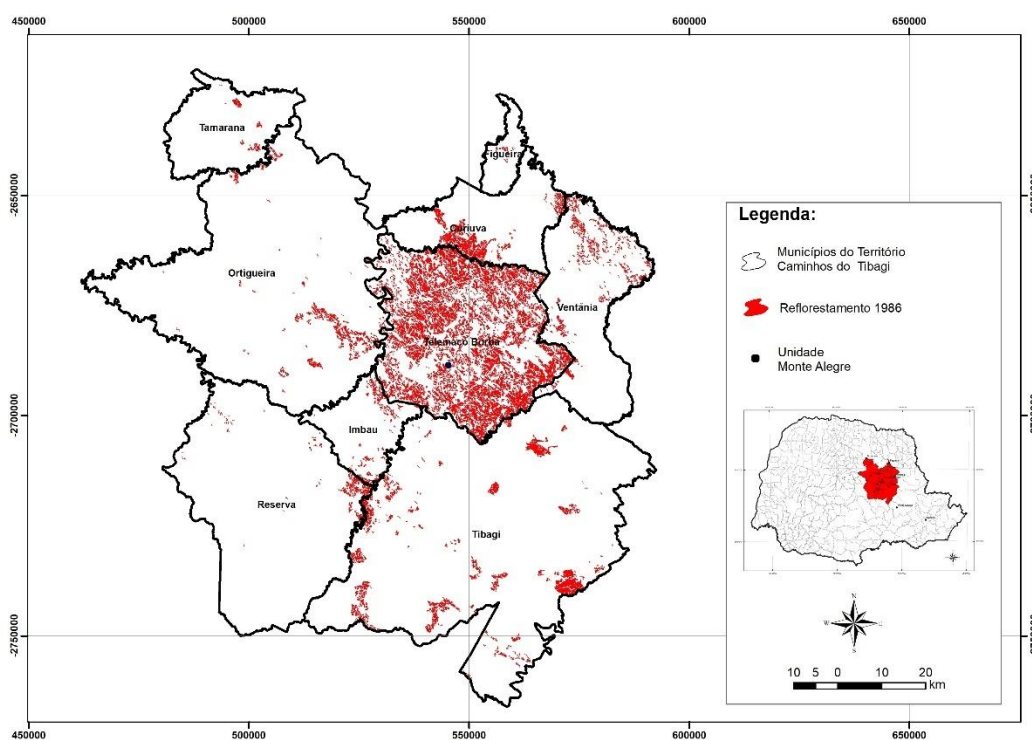 450000 500000 550000 600000 650000
Tamarana
Figueira
Curiuva
Ortigueira
Ventânia
Telemaco Borba
Imbau
Reserva
Tibagi
-2650000
-2700000
-2750000
Legenda:
Municípios do Território
Caminhos do Tibagi
Reflorestamento 1986
Unidade
Monte Alegre
N
W
S
10 5 0 10 20
km
450000 500000 550000 600000 650000